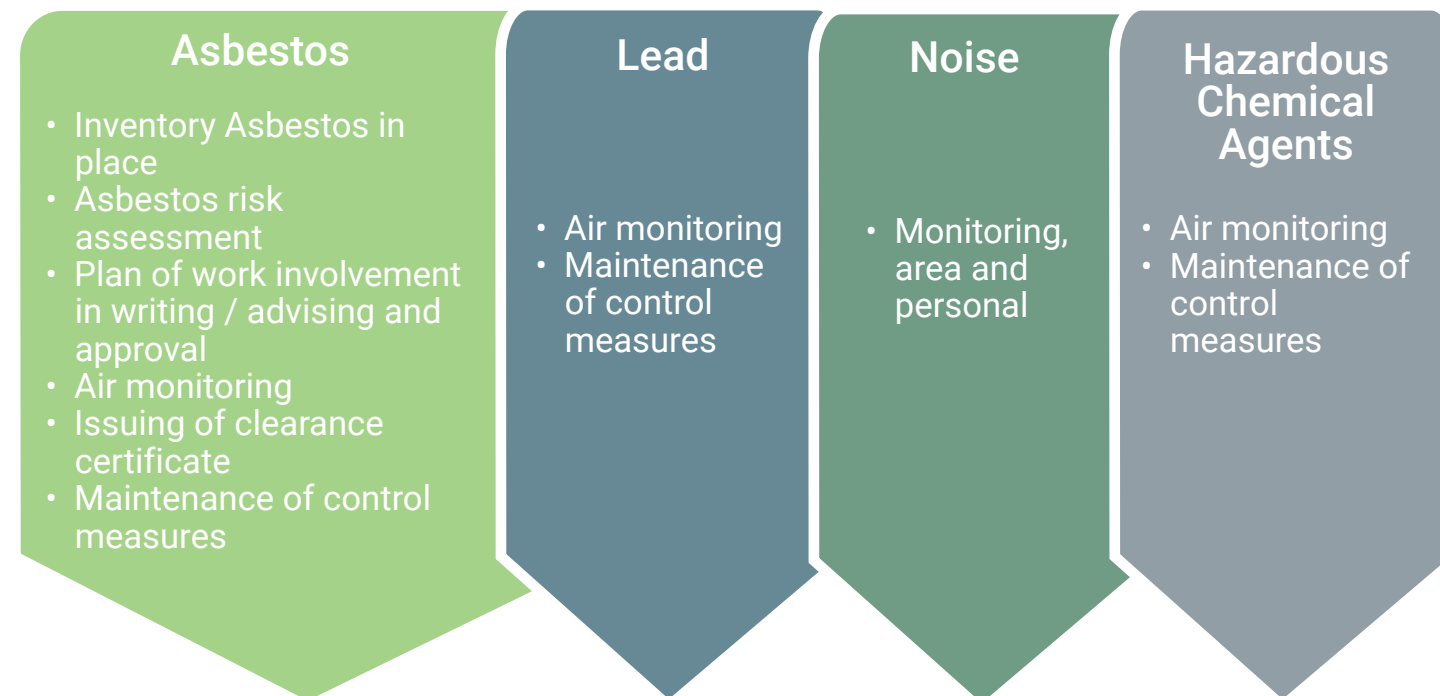 Asbestos
• Inventory Asbestos in
place
• Asbestos risk
assessment
• Plan of work involvement
in writing / advising and
approval
• Air monitoring
• Issuing of clearance
certificate
• Maintenance of control
measures
Lead
• Air monitoring
• Maintenance
of control
measures
Noise
• Monitoring,
area and
personal
Hazardous
Chemical
Agents
• Air monitoring
• Maintenance of
control
measures